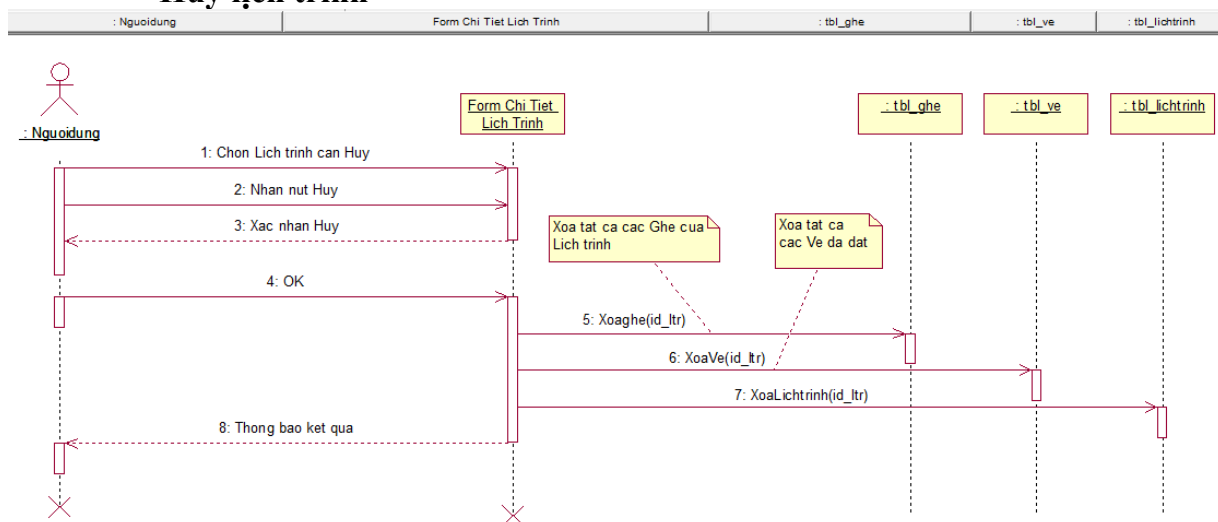 Hủy lịch trình
: Nguoidung
Form Chi Tiet Lich Trinh
: tbl_ghe
: tbl_ve
: tbl_lichtrinh
: Nguoidung
Form Chi Tiet
Lich Trinh
: tbl_ghe
: tbl_ve
: tbl_lichtrinh
1: Chon Lich trinh can Huy
2: Nhan nut Huy
3: Xac nhan Huy
Xoa tat ca cac Ghe cua
Lich trinh
Xoa tat ca
cac Ve da dat
4: OK
5: Xoaghe(id_ltr)
6: XoaVe(id_ltr)
7: XoaLichtrinh(id_ltr)
8: Thong bao ket qua